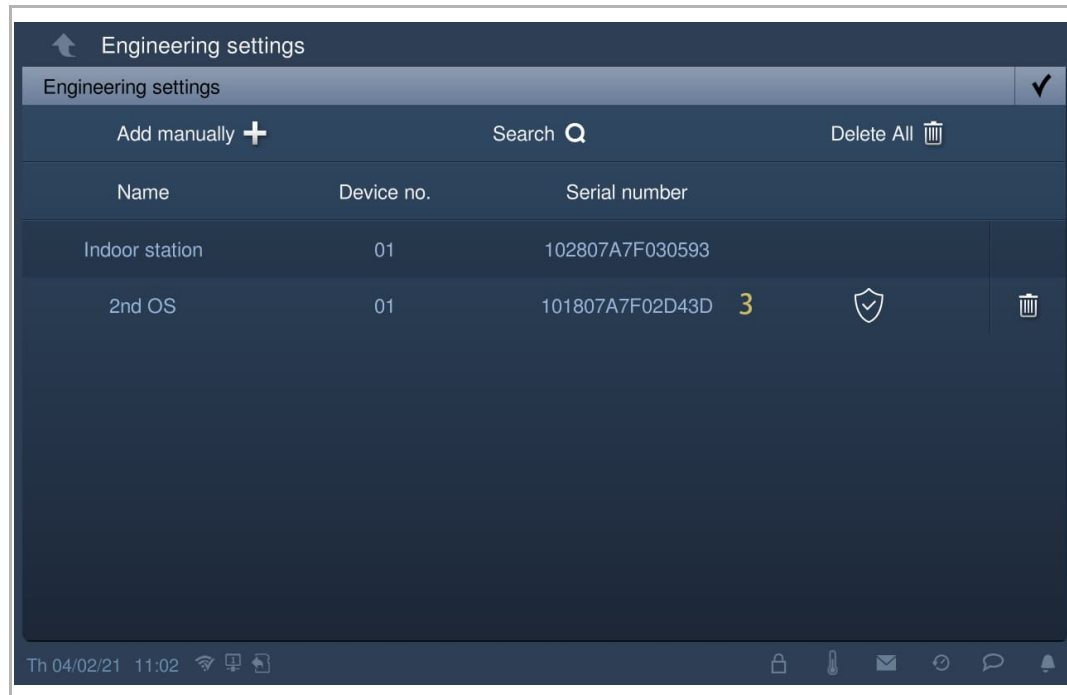 Engineering settings
Engineering settings
Add manually Search Delete All
Name Device no. Serial number
Indoor station 01 102807A7F030593
2nd OS 01 101807A7F02D43D 3
Th 04/02/21 11:02